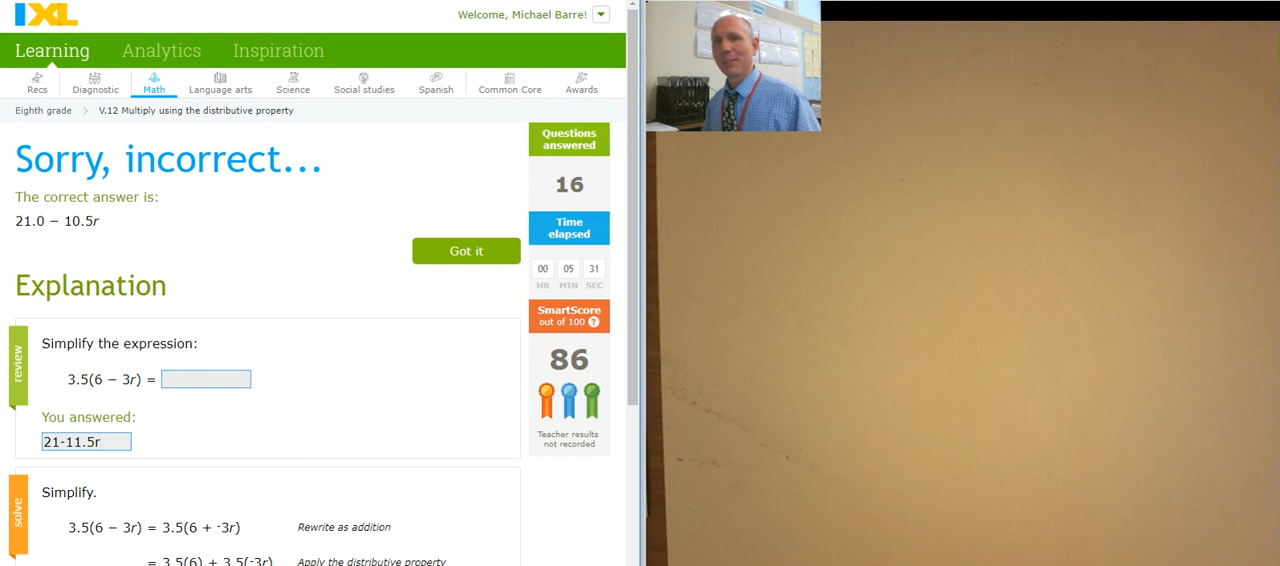 IXL
Welcome, Michael Barre!
Learning Analytics Inspiration
Recs Diagnostic Math Language arts Science Social studies Spanish Common Core Awards
Eighth grade > V.12 Multiply using the distributive property
Sorry, incorrect...
The correct answer is:
21.0 − 10.5r
Got it
Explanation
review
Simplify the expression:
3.5(6 − 3r) =
You answered:
21-11.5r
solve
Simplify.
3.5(6 − 3r) = 3.5(6 + -3r) Rewrite as addition
= 3.5(6) + 3.5(-3r) Apply the distributive property
Questions
answered
16
Time
elapsed
00 05 31
HR MIN SEC
SmartScore
out of 100 ?
86
Teacher results
not recorded